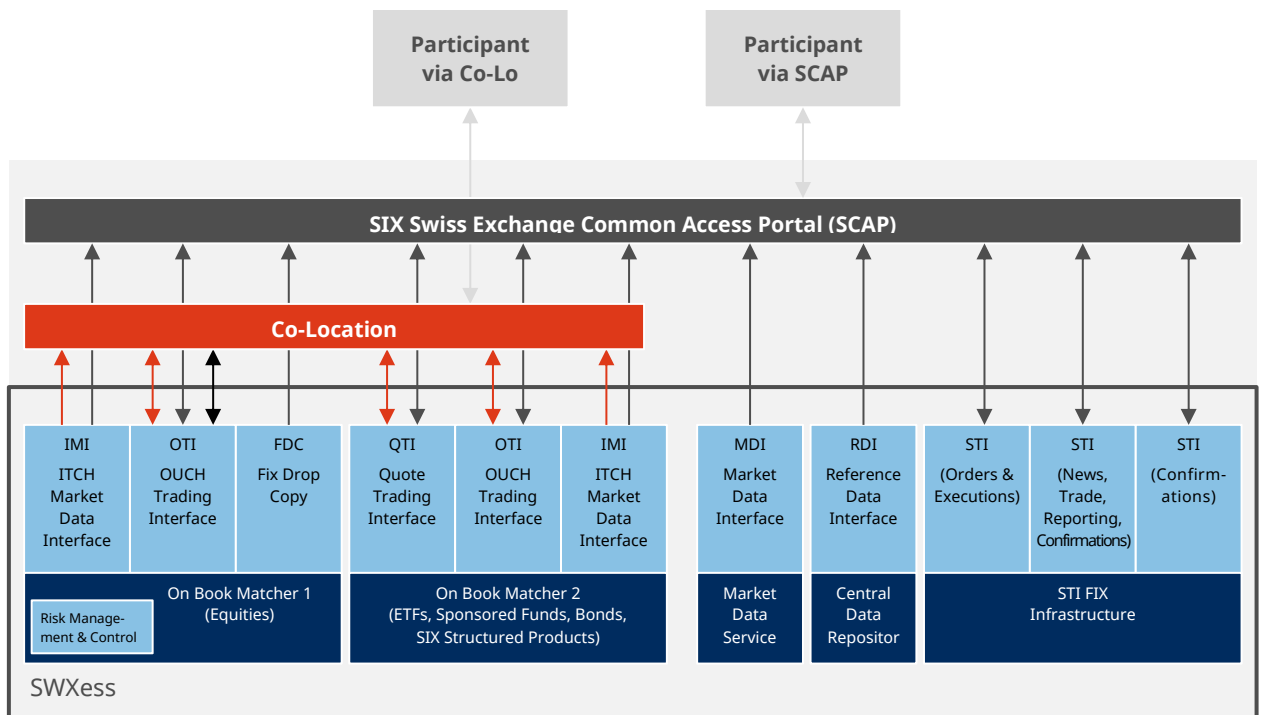 Participant
via Co-Lo
Participant
via SCAP
SIX Swiss Exchange Common Access Portal (SCAP)
Co-Location
IMI
ITCH
Market
Data
Interface
OTI
OUCH
Trading
Interface
FDC
Fix Drop
Copy
QTI
Quote
Trading
Interface
OTI
OUCH
Trading
Interface
IMI
ITCH
Market
Data
Interface
MDI
Market
Data
Interface
RDI
Reference
Data
Interface
STI
(Orders &
Executions)
STI
(News,
Trade,
Reporting,
Confirmations)
STI
(Confirm-
ations)
On Book Matcher 1
(Equities)
Risk Manage-
ment & Control
On Book Matcher 2
(ETFs, Sponsored Funds, Bonds,
SIX Structured Products)
Market
Data
Service
Central
Data
Repositor
STI FIX
Infrastructure
SWXess